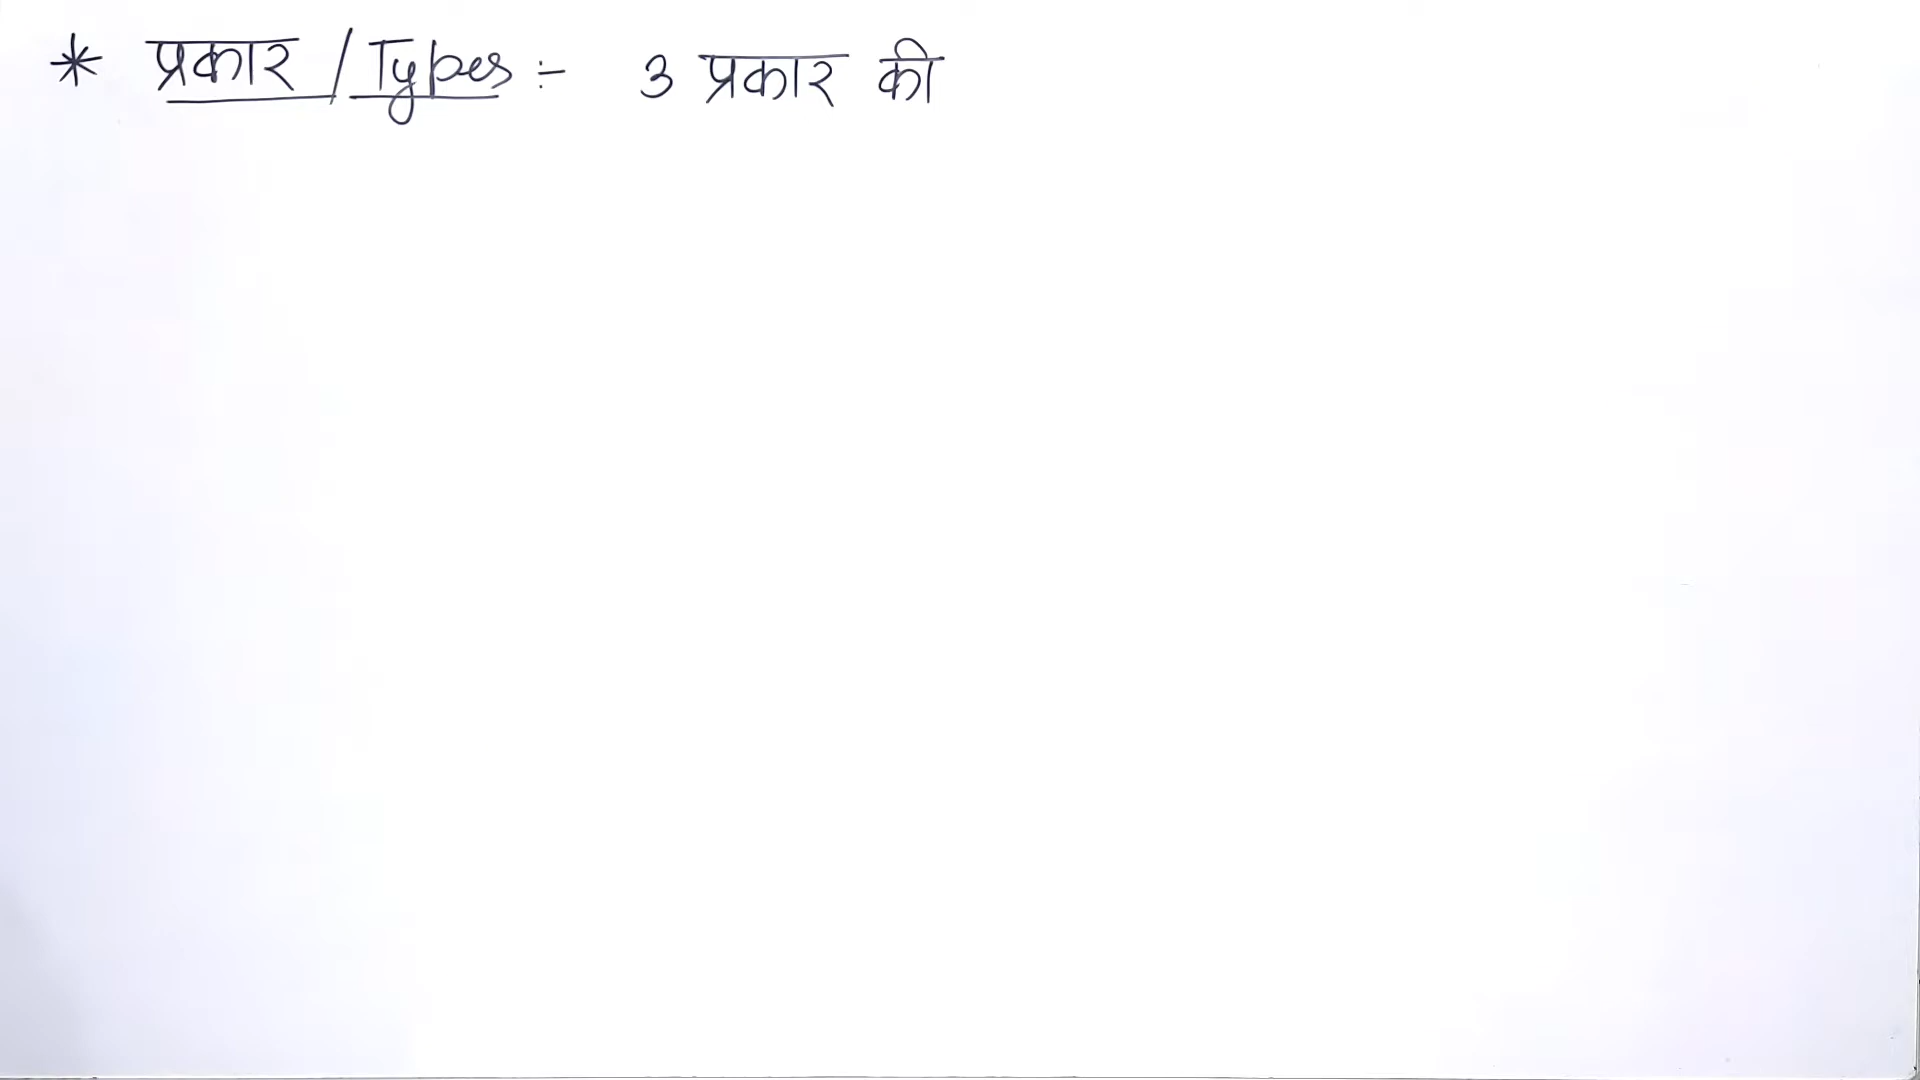 * प्रकार / Types :- 3 प्रकार की